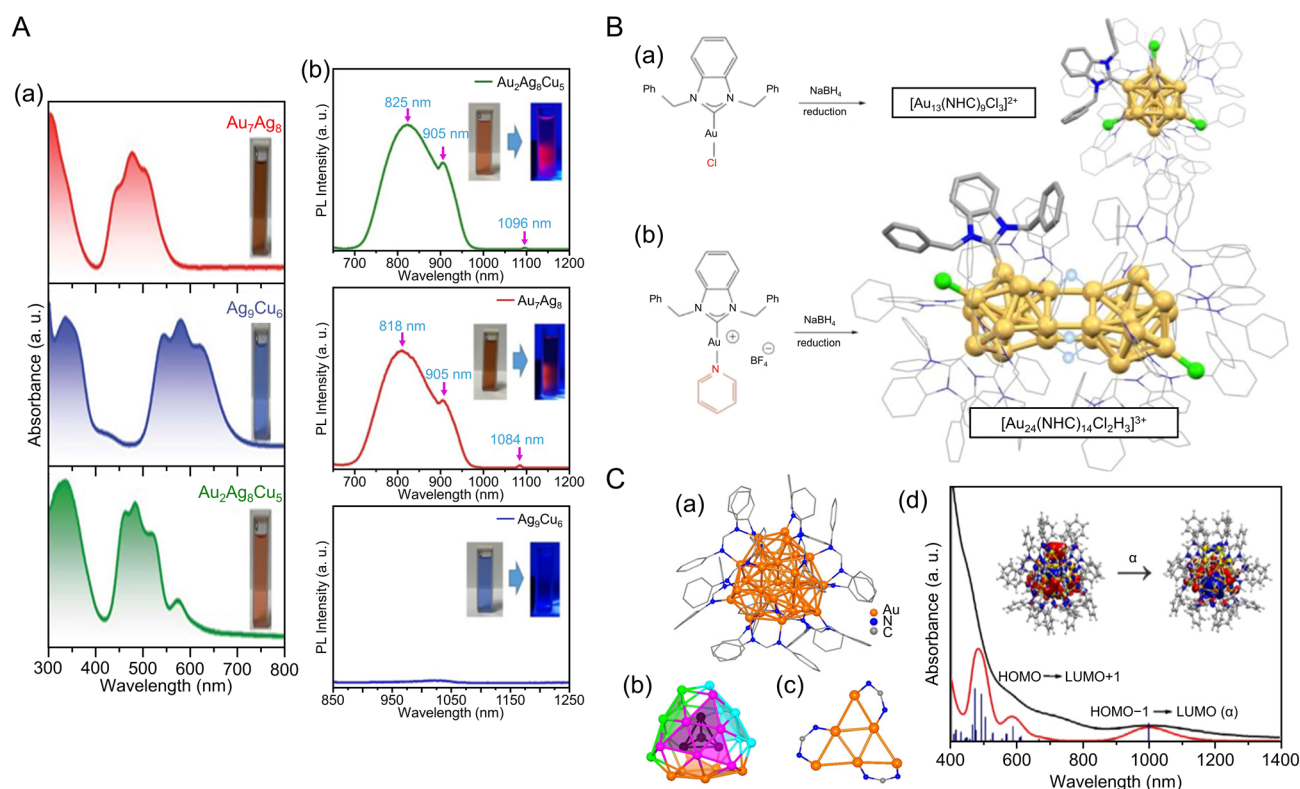 A
(a)
Au7Ag8
Ag9Cu6
Au2Ag8Cu5
Absorbance (a. u.)
300 400 500 600 700 800
Wavelength (nm)
(b)
Au2Ag8Cu5
825 nm
905 nm
1096 nm
PL Intensity (a. u.)
650 700 800 900 1000 1100 1200
Wavelength (nm)
Au7Ag8
818 nm
905 nm
1084 nm
PL Intensity (a. u.)
650 700 800 900 1000 1100 1200
Wavelength (nm)
Ag9Cu6
PL Intensity (a. u.)
850 950 1050 1150 1250
Wavelength (nm)
B
(a)
Ph N N Ph
Au
Cl
NaBH4
reduction
[Au13(NHC)9Cl3]2+
(b)
Ph N N Ph
Au +
N
BF4 −
NaBH4
reduction
[Au24(NHC)14Cl2H3]3+
C
(a)
Au
N
C
(b)
(c)
(d)
α
HOMO → LUMO+1
HOMO−1 → LUMO (α)
Absorbance (a. u.)
400 600 800 1000 1200 1400
Wavelength (nm)